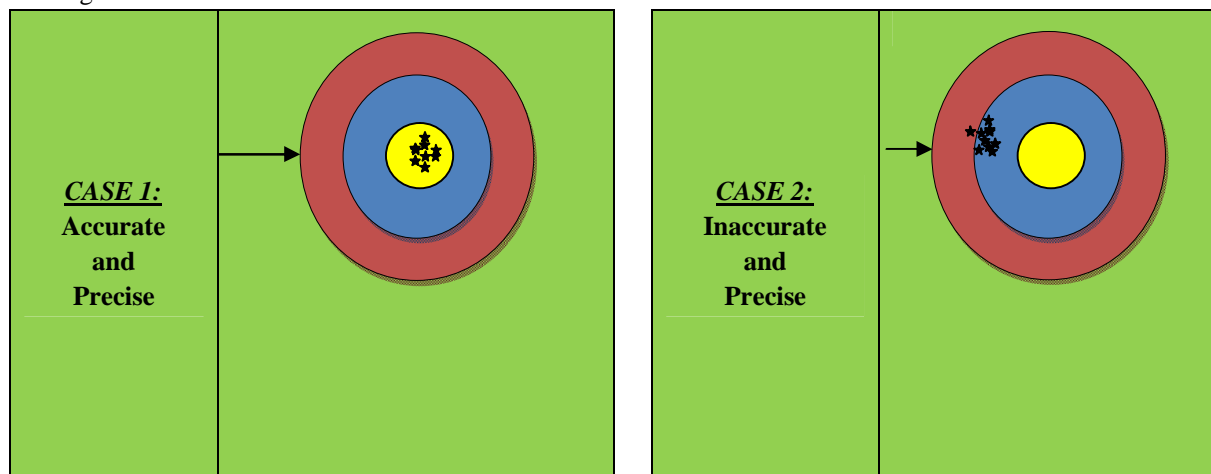 CASE 1:
Accurate
and
Precise
CASE 2:
Inaccurate
and
Precise